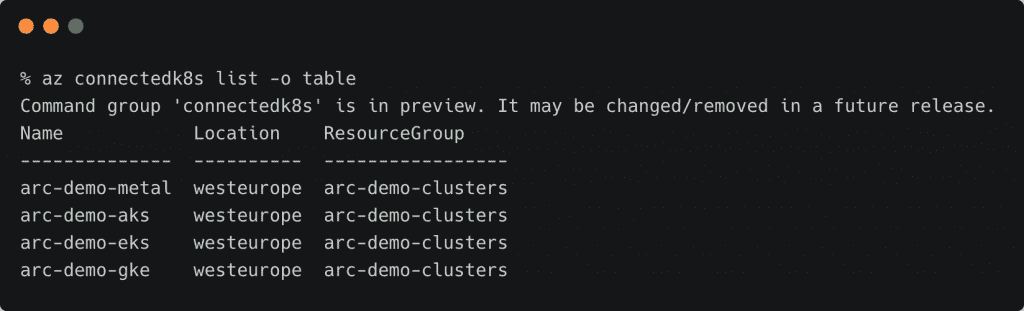 % az connectedk8s list -o table
Command group 'connectedk8s' is in preview. It may be changed/removed in a future release.
Name            Location    ResourceGroup
--------------  ----------  -----------------
arc-demo-metal  westeurope  arc-demo-clusters
arc-demo-aks    westeurope  arc-demo-clusters
arc-demo-eks    westeurope  arc-demo-clusters
arc-demo-gke    westeurope  arc-demo-clusters